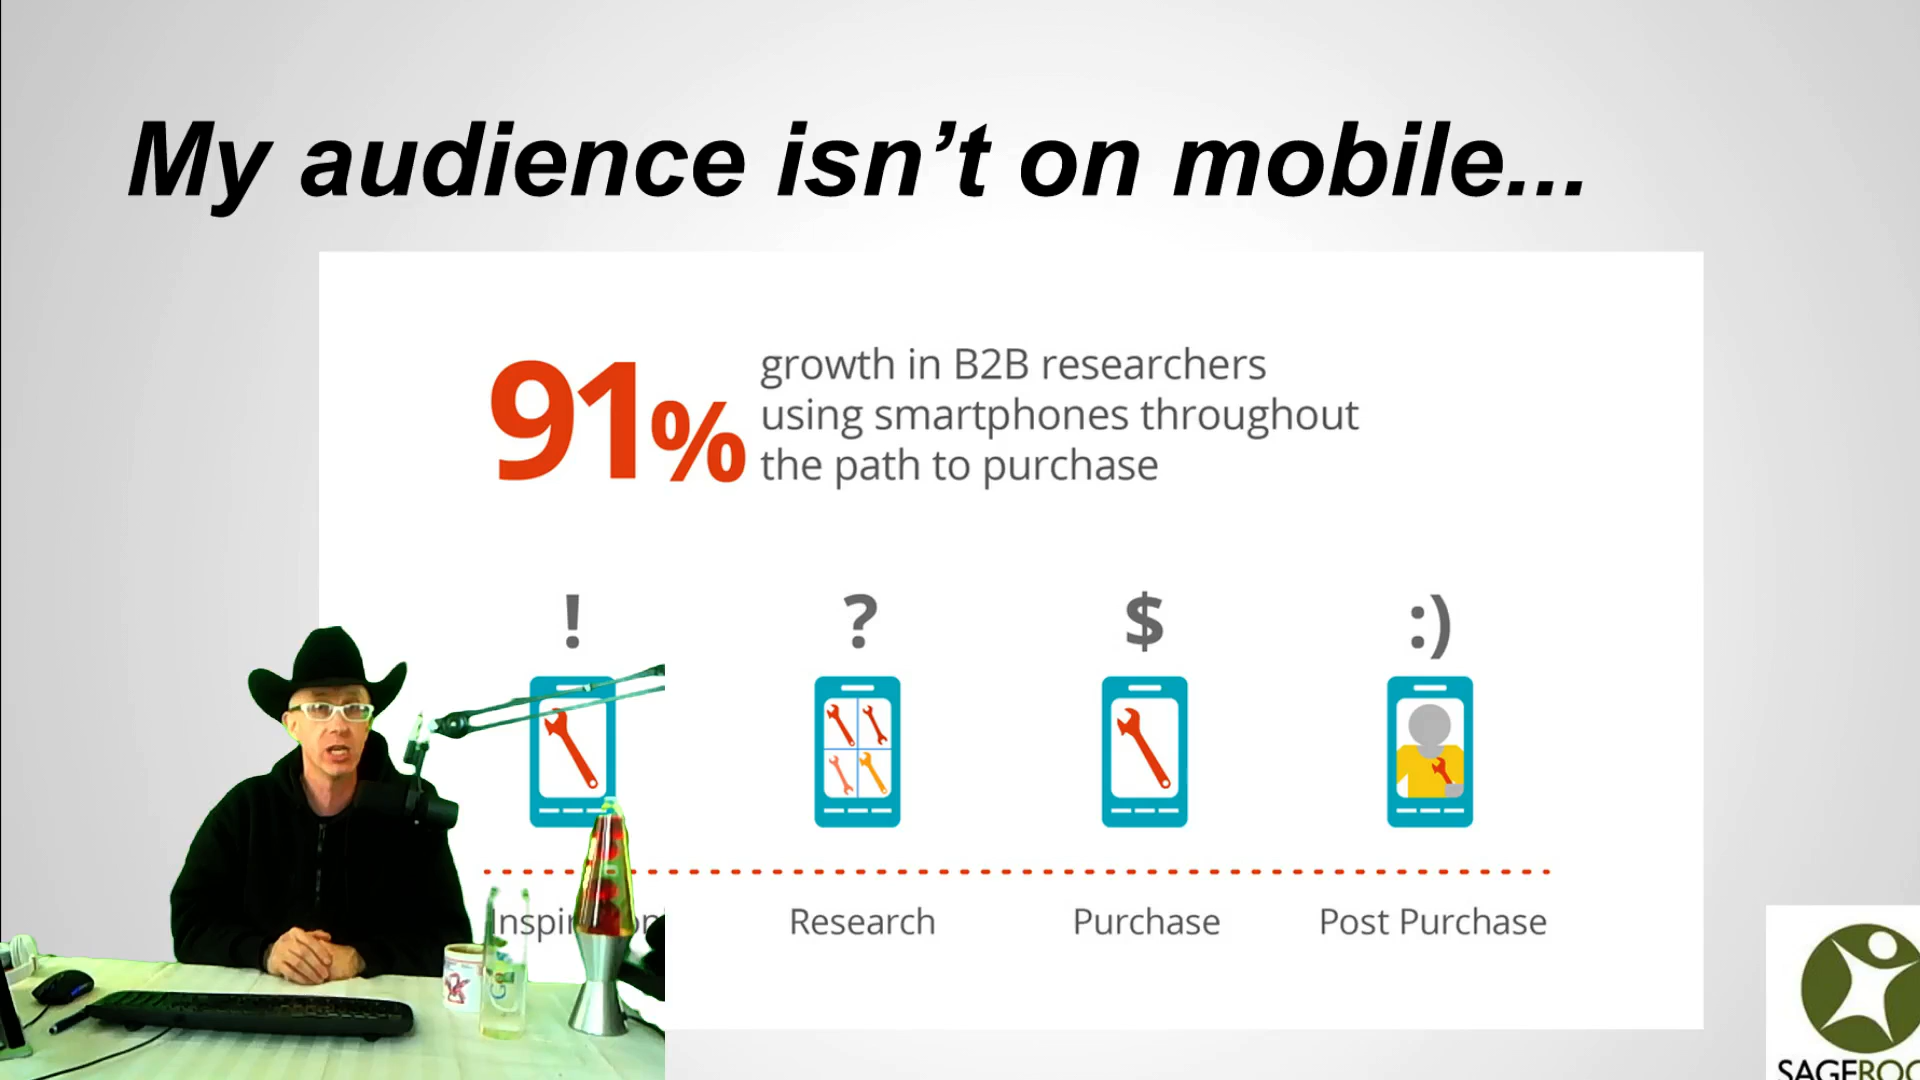 My audience isn’t on mobile...
91%
growth in B2B researchers
using smartphones throughout
the path to purchase
! ? $ :)
Research Purchase Post Purchase